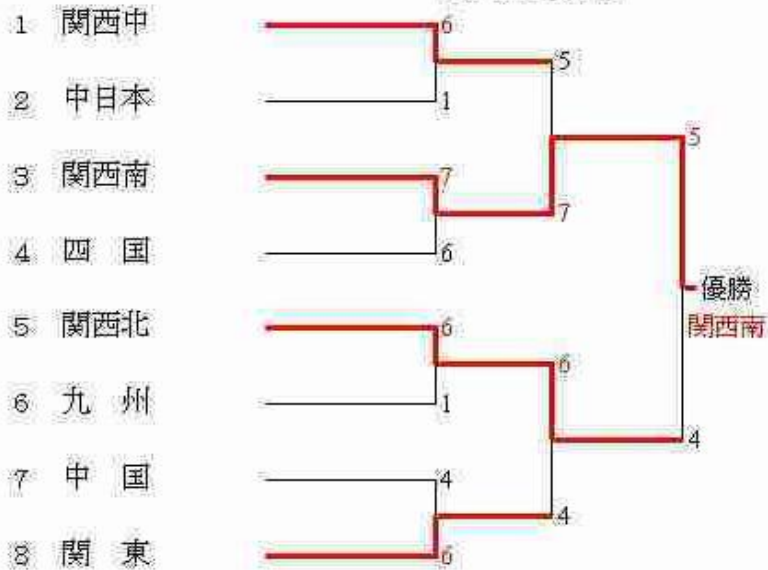 1 関西中 6
5
2 中日本 1
5
3 関西南 7
7
4 四 国 6
優勝
5 関西北 6
関西南
6
6 九 州 1
4
7 中 国 4
4
8 関 東 6